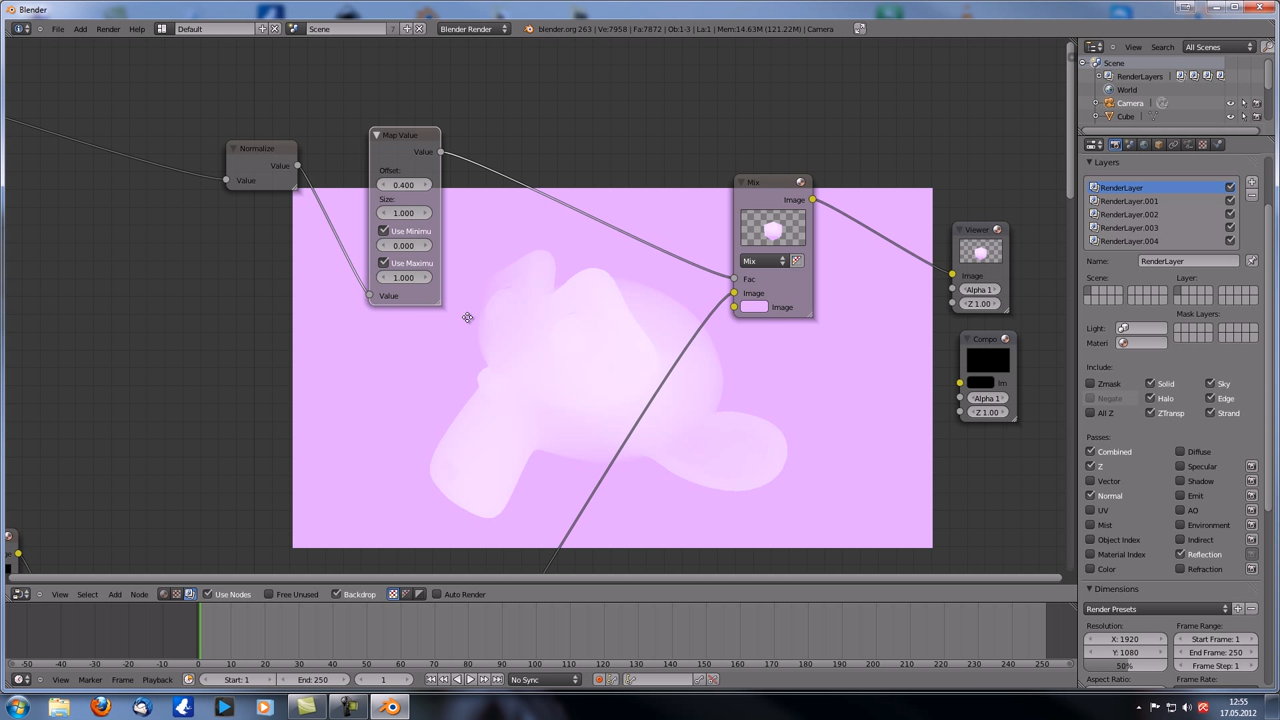 Blender
File
Add
Render
Help
Default
Scene
7
Blender Render
blender.org 263 | Ve:7958 | Fa:7872 | Ob:1-3 | La:1 | Mem:14.63M (121.22M) | Camera
View
Search
All Scenes
Scene
RenderLayers
World
Camera
Cube
Layers
RenderLayer
RenderLayer.001
RenderLayer.002
RenderLayer.003
RenderLayer.004
Name:
RenderLayer
Scene:
Layer:
Mask Layers:
Light:
Materi
Include:
Zmask
Solid
Sky
Negate
Halo
Edge
All Z
ZTransp
Strand
Passes:
Combined
Diffuse
Z
Specular
Vector
Shadow
Normal
Emit
UV
AO
Mist
Environment
Object Index
Indirect
Material Index
Reflection
Color
Refraction
Dimensions
Render Presets
Resolution:
Frame Range:
X: 1920
Start Frame: 1
Y: 1080
End Frame: 250
50%
Frame Step: 1
Aspect Ratio:
Frame Rate:
Normalize
Value
Value
Map Value
Value
Offset:
0.400
Size:
1.000
Use Minimu
0.000
Use Maximu
1.000
Value
Mix
Image
Mix
Fac
Image
Image
Viewer
Image
Alpha 1
Z 1.00
Compo
Im
Alpha 1
Z 1.00
View
Select
Add
Node
Use Nodes
Free Unused
Backdrop
Auto Render
-50 -40 -30 -20 -10 0 10 20 30 40 50 60 70 80 90 100 110 120 130 140 150 160 170 180 190 200 210 220 230 240 250
View
Marker
Frame
Playback
Start: 1
End: 250
1
No Sync
12:55
17.05.2012